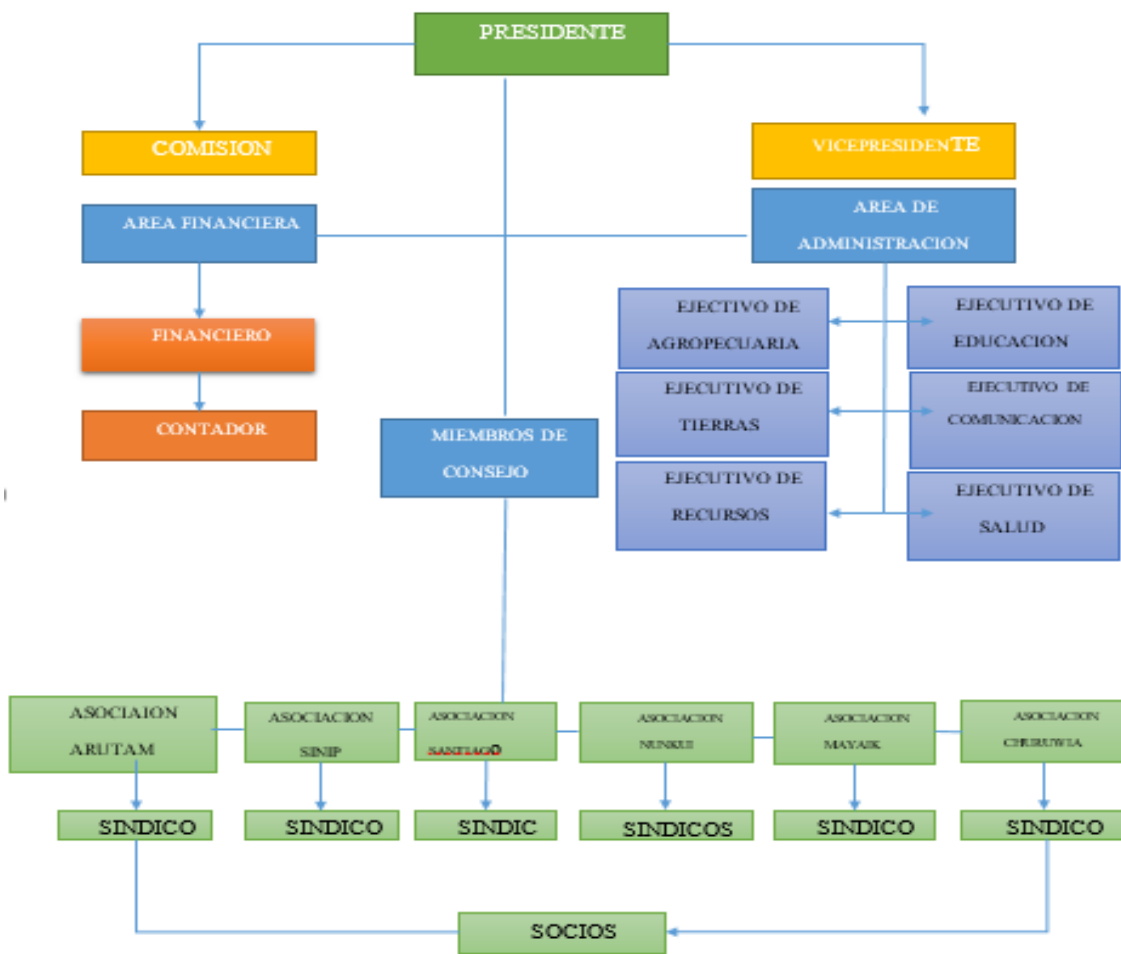 PRESIDENTE
COMISION
VICEPRESIDENTE
AREA FINANCIERA
AREA DE
ADMINISTRACION
EJECTIVO DE
AGROPECUARIA
EJECUTIVO DE
EDUCACION
FINANCIERO
EJECUTIVO DE
TIERRAS
EJECUTIVO DE
COMUNICACION
CONTADOR
MIEMBROS DE
CONSEJO
EJECUTIVO DE
RECURSOS
EJECUTIVO DE
SALUD
ASOCIAION
ARUTAM
ASOCIACION
SINIP
ASOCIACION
SANTIAGO
ASOCIACION
NUNKUI
ASOCIACION
MAYAIK
ASOCIACION
CHURUWIA
SINDICO
SINDICO
SINDIC
SINDICOS
SINDICO
SINDICO
SOCIOS